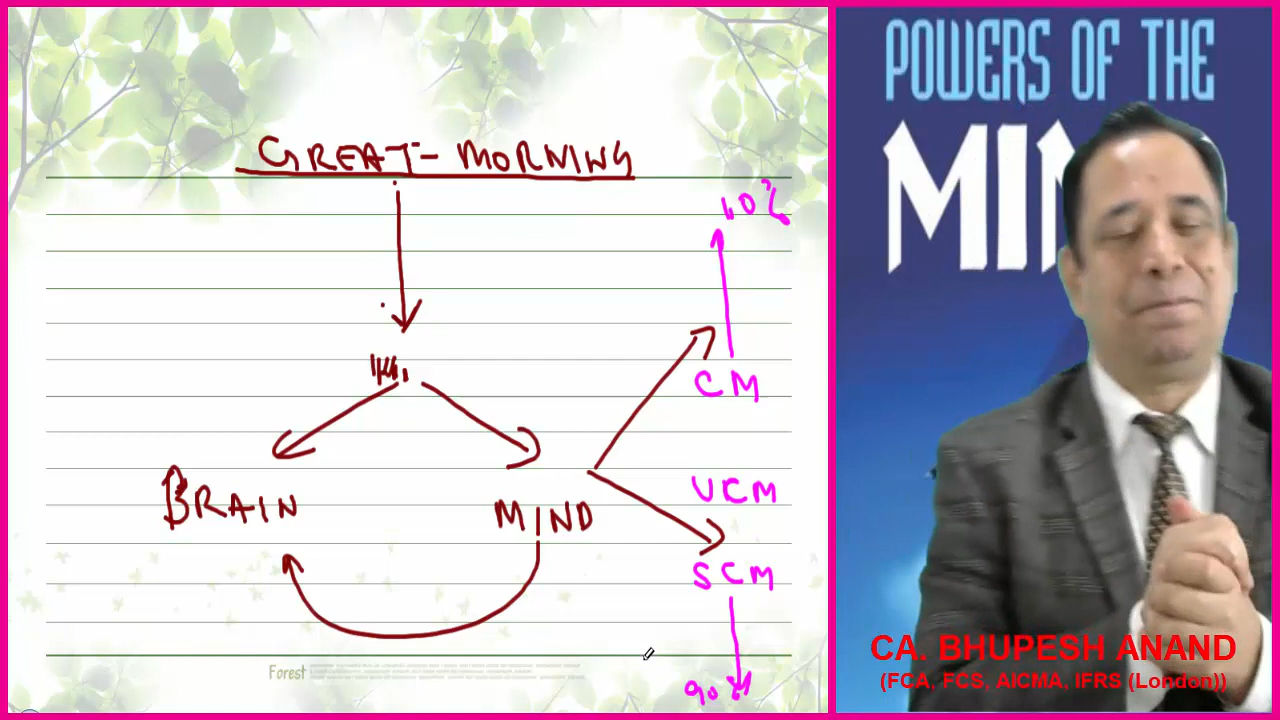 GREAT - MORNING
10%
CM
BRAIN
MIND
UCM
SCM
90%
Forest
POWERS OF THE
MIN
CA. BHUPESH ANAND
(FCA, FCS, AICMA, IFRS (London))